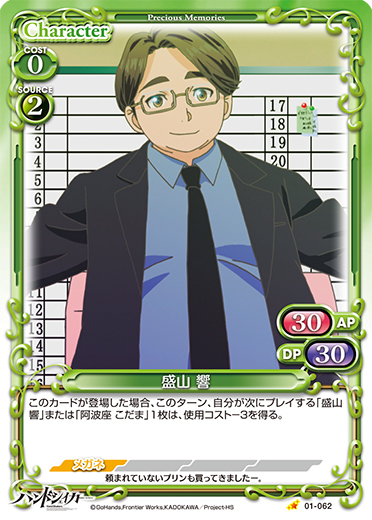 Precious Memories
Character
COST
0
SOURCE
2
1
2
3
4
5
17
18
19
20
11
12
13
14
15
30 AP
DP 30
盛山 響
このカードが登場した場合、このターン、自分が次にプレイする「盛山
響」または「阿波座 こだま」1枚は、使用コスト−3を得る。
メガネ
頼まれていないプリンも買ってきましたー。
ハンドシェイカー
©GoHands,Frontier Works,KADOKAWA／Project-HS
01-062